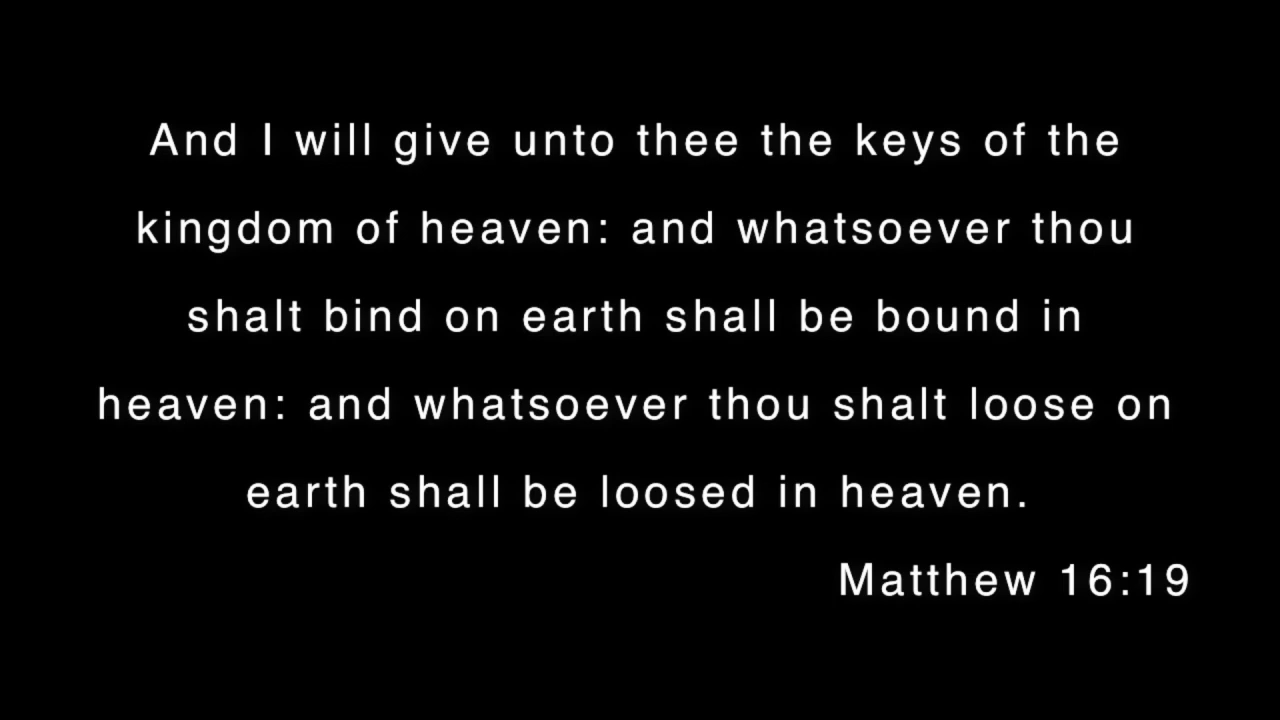 And I will give unto thee the keys of the
kingdom of heaven: and whatsoever thou
shalt bind on earth shall be bound in
heaven: and whatsoever thou shalt loose on
earth shall be loosed in heaven.
Matthew 16:19